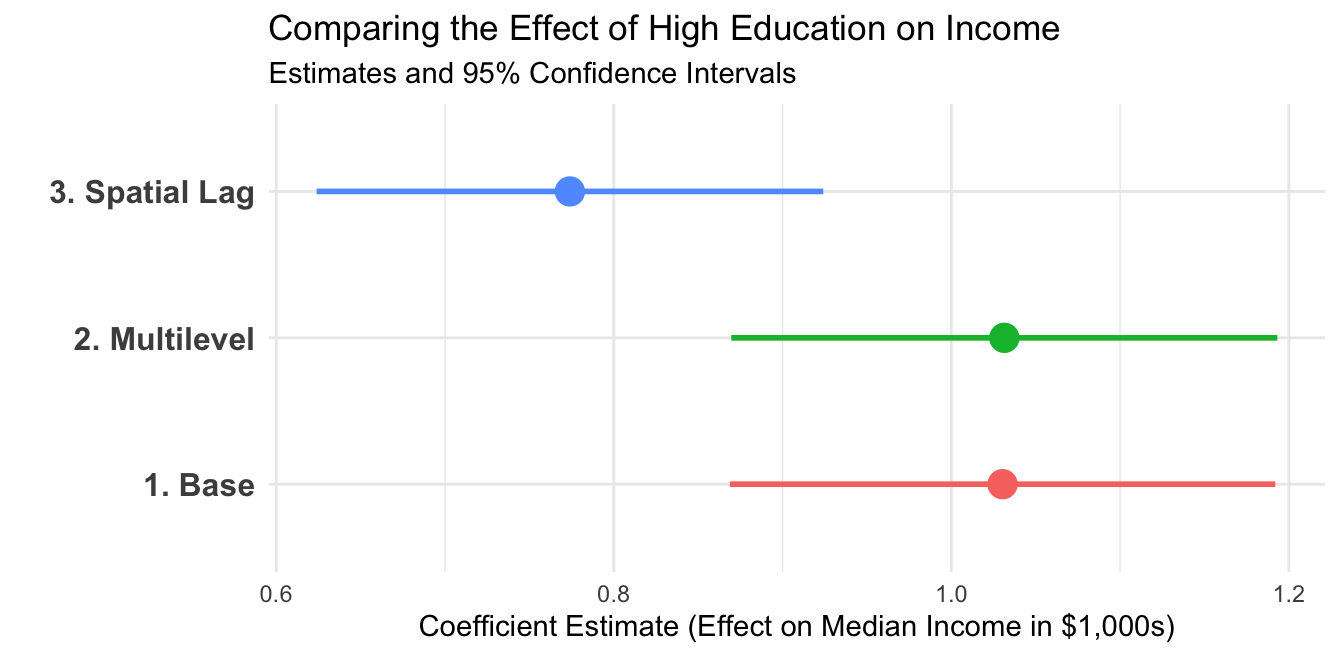 Comparing the Effect of High Education on Income
Estimates and 95% Confidence Intervals
3. Spatial Lag
2. Multilevel
1. Base
0.6 0.8 1.0 1.2
Coefficient Estimate (Effect on Median Income in $1,000s)